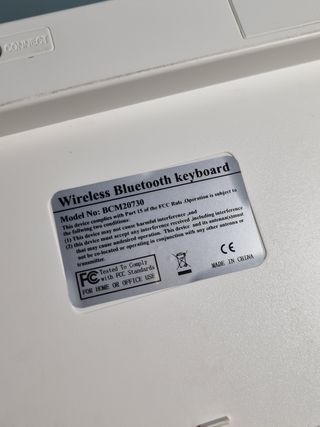 CONNECT
Wireless Bluetooth keyboard
Model No: BCM20730
This device complies with Part 15 of the FCC Rule .Operation is subject to
the following two conditions:
(1) This device may not cause harmful interference ,and
(2) this device must accept any interference received ,including interference
that may cause undesired operation. This device and its antenna(s)must
not be co-located or operating in conjunction with any other antenna or
transmitter.
FC Tested To Comply
with FCC Standards
FOR HOME OR OFFICE USE
CE
MADE IN CHINA